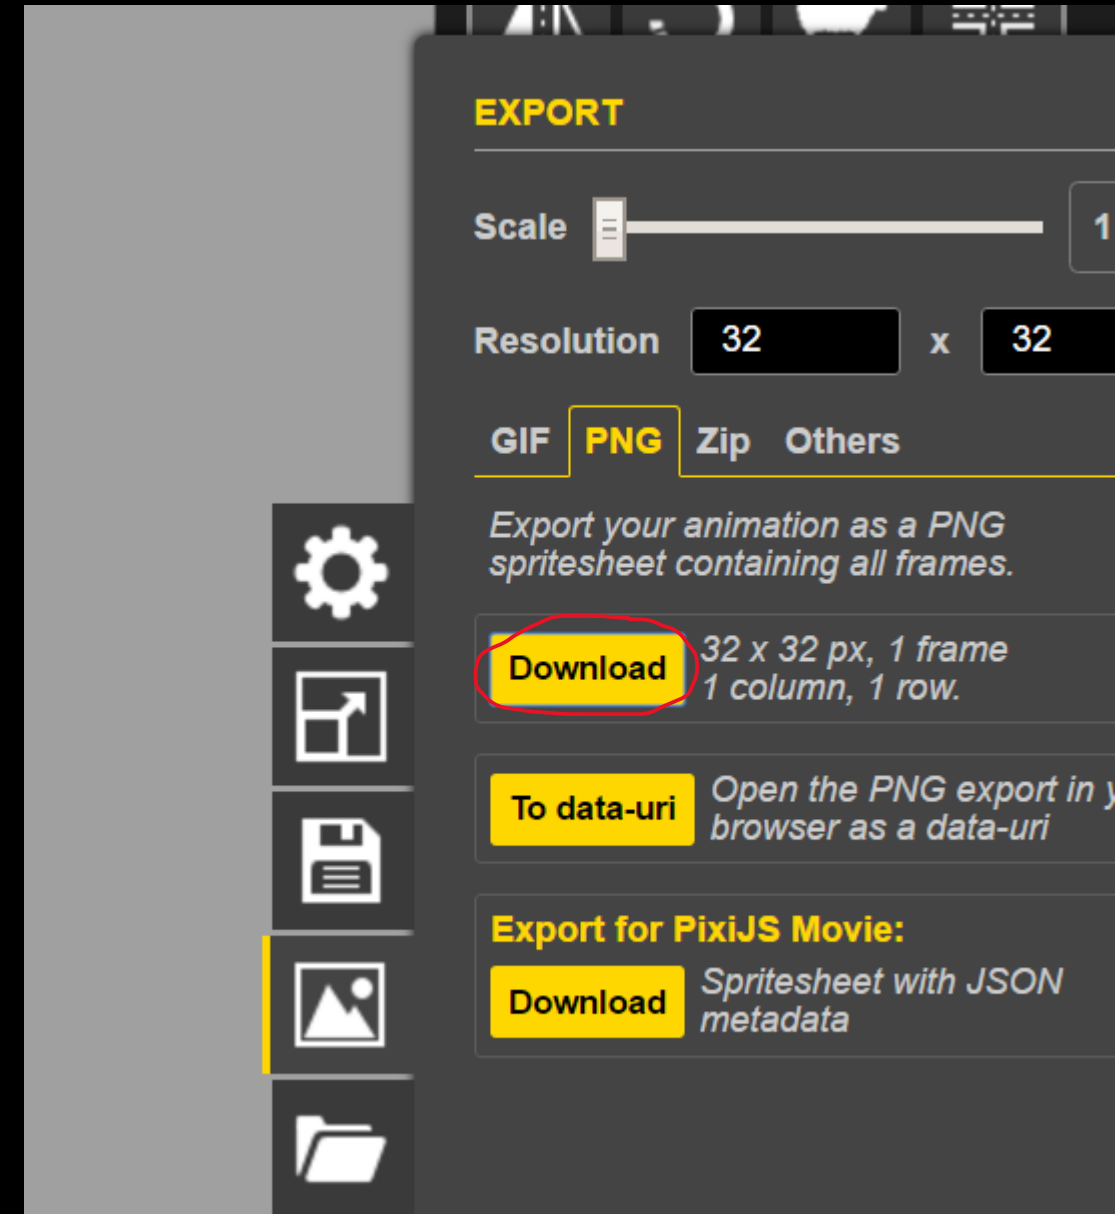 EXPORT
Scale 1
Resolution 32 x 32
GIF PNG Zip Others
Export your animation as a PNG
spritesheet containing all frames.
Download 32 x 32 px, 1 frame
1 column, 1 row.
To data-uri Open the PNG export in
browser as a data-uri
Export for PixiJS Movie:
Download Spritesheet with JSON
metadata